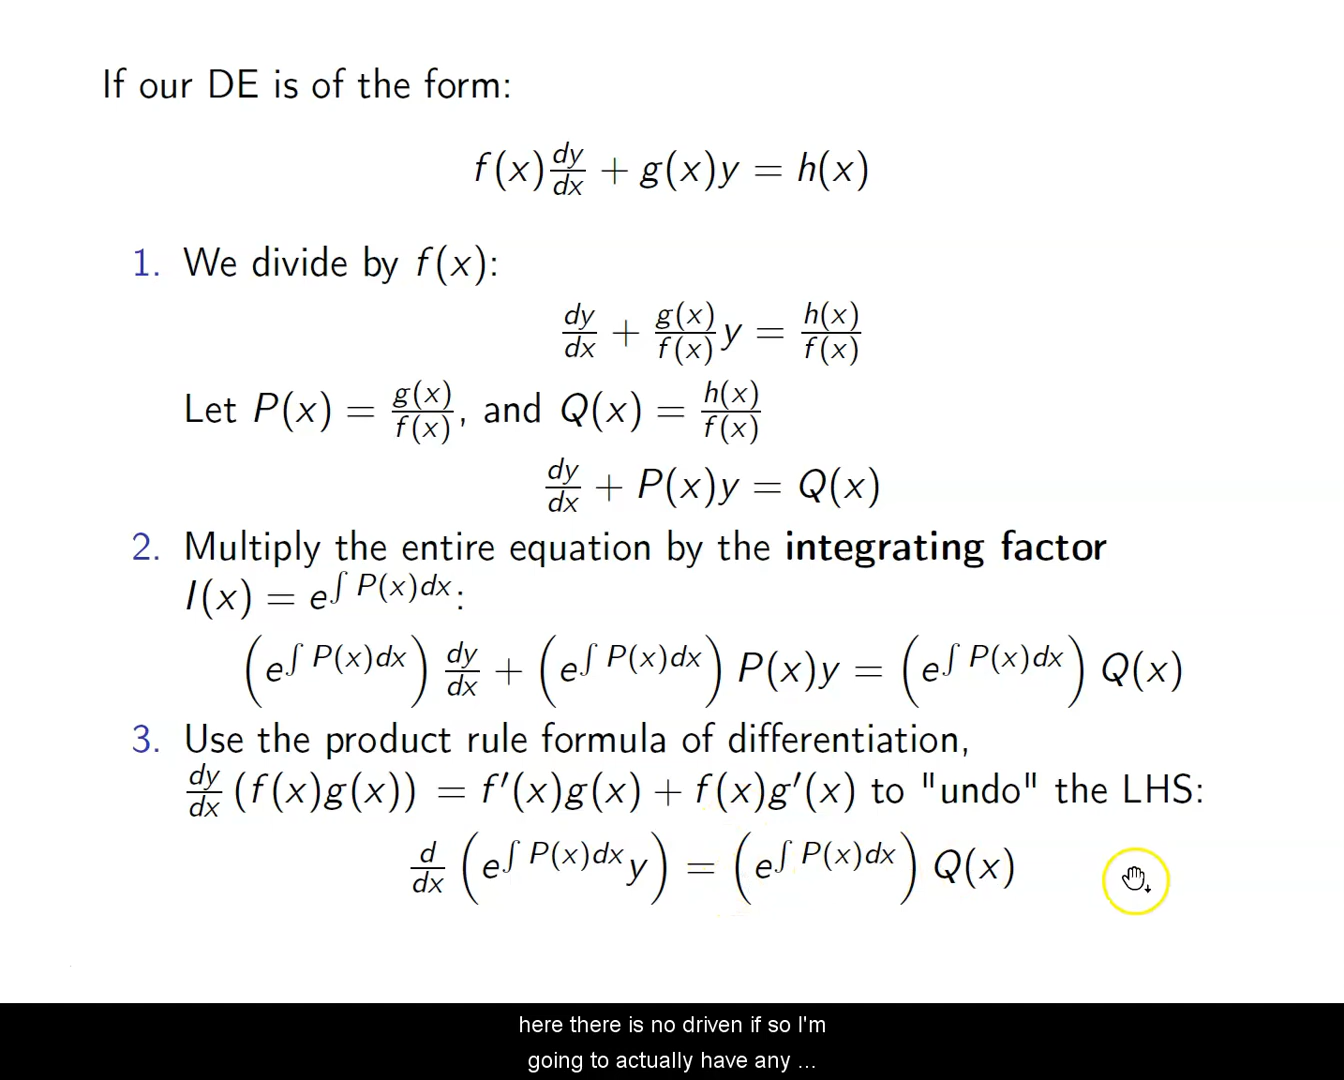 If our DE is of the form:
f(x) dy/dx + g(x)y = h(x)
1. We divide by f(x):
dy/dx + g(x)/f(x) y = h(x)/f(x)
Let P(x) = g(x)/f(x), and Q(x) = h(x)/f(x)
dy/dx + P(x)y = Q(x)
2. Multiply the entire equation by the integrating factor
I(x) = e^{∫ P(x)dx}:
(e^{∫ P(x)dx}) dy/dx + (e^{∫ P(x)dx}) P(x)y = (e^{∫ P(x)dx}) Q(x)
3. Use the product rule formula of differentiation,
dy/dx (f(x)g(x)) = f'(x)g(x) + f(x)g'(x) to "undo" the LHS:
d/dx (e^{∫ P(x)dx} y) = (e^{∫ P(x)dx}) Q(x)
here there is no driven if so I'm
going to actually have any ...